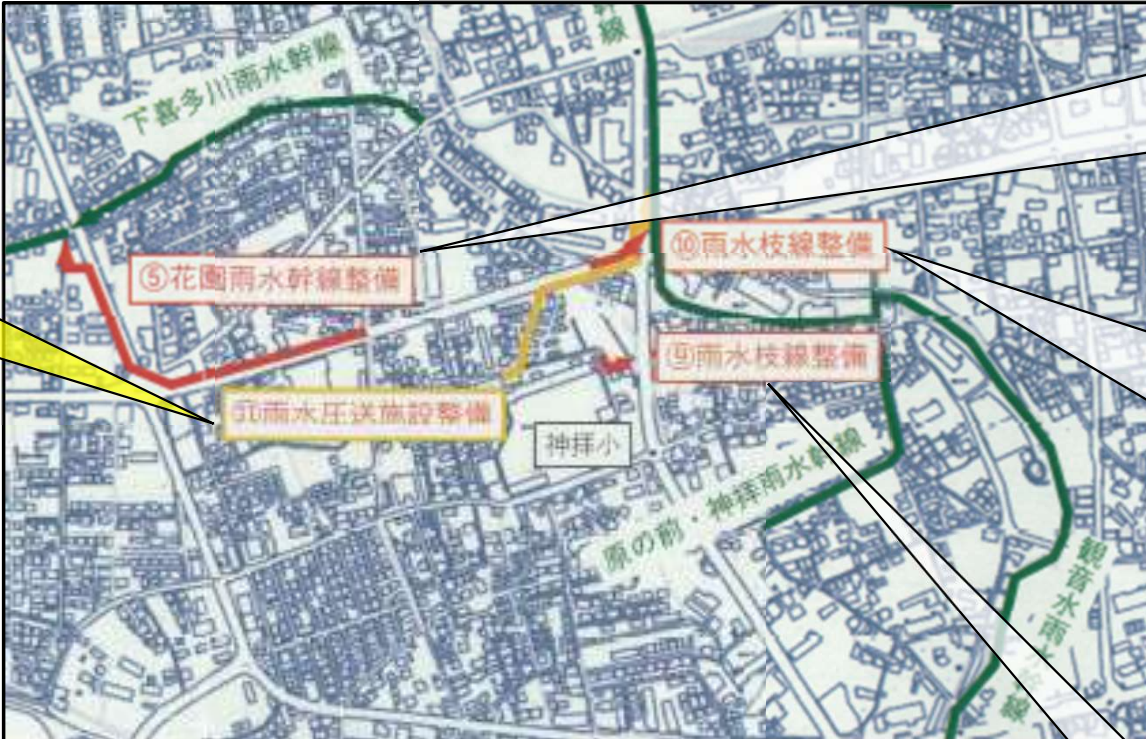 幹線
下喜多川雨水幹線
⑩雨水枝線整備
⑤花園雨水幹線整備
⑨雨水枝線整備
雨水圧送施設整備
神拝小
原の前・神拝雨水幹線
観音水雨水幹線